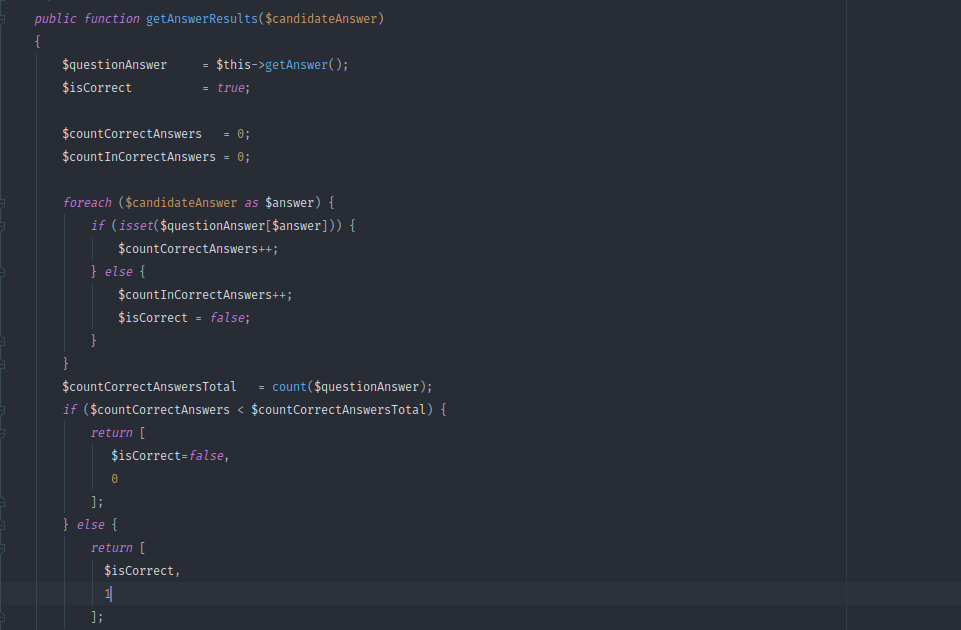 public function getAnswerResults($candidateAnswer)
{
$questionAnswer     = $this->getAnswer();
$isCorrect          = true;
$countCorrectAnswers   = 0;
$countInCorrectAnswers = 0;
foreach ($candidateAnswer as $answer) {
if (isset($questionAnswer[$answer])) {
$countCorrectAnswers++;
} else {
$countInCorrectAnswers++;
$isCorrect = false;
}
}
$countCorrectAnswersTotal   = count($questionAnswer);
if ($countCorrectAnswers < $countCorrectAnswersTotal) {
return [
$isCorrect=false,
0
];
} else {
return [
$isCorrect,
1
];